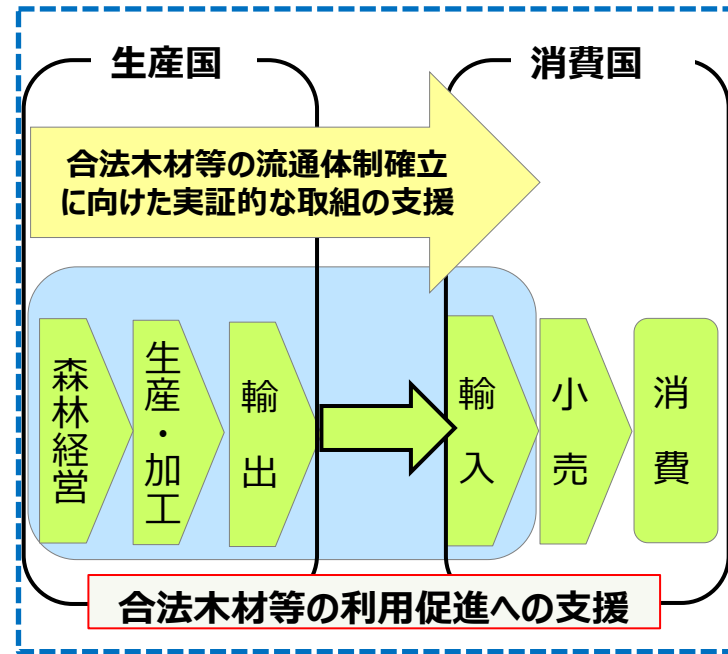 生産国
消費国
合法木材等の流通体制確立
に向けた実証的な取組の支援
森林経営
生産・加工
輸出
輸入
小売
消費
合法木材等の利用促進への支援